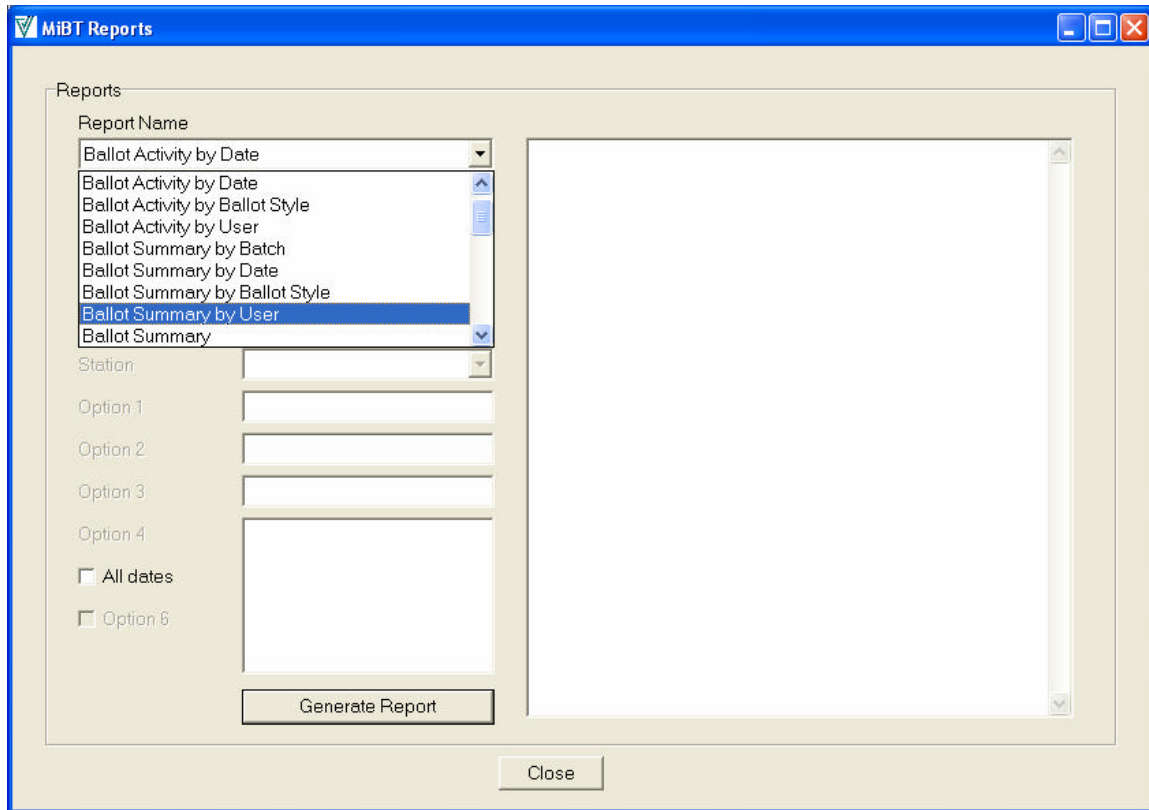 MiBT Reports
Reports
Report Name
Ballot Activity by Date
Ballot Activity by Date
Ballot Activity by Ballot Style
Ballot Activity by User
Ballot Summary by Batch
Ballot Summary by Date
Ballot Summary by Ballot Style
Ballot Summary by User
Ballot Summary
Station
Option 1
Option 2
Option 3
Option 4
All dates
Option 6
Generate Report
Close